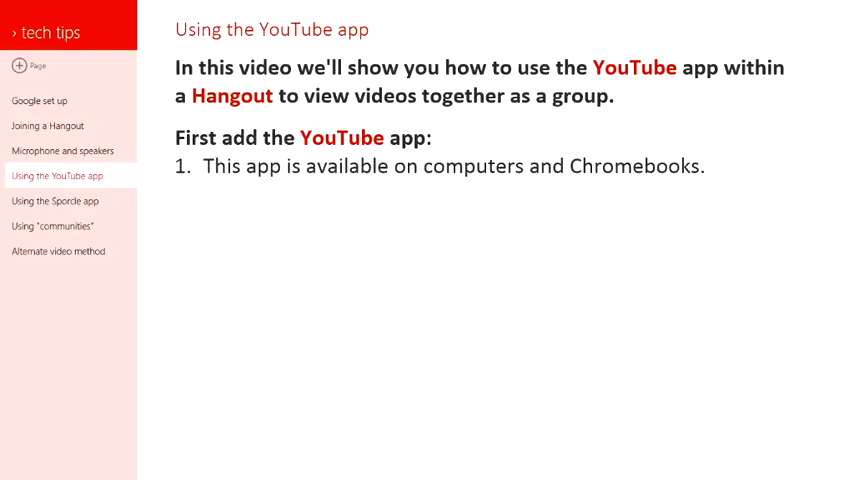 › tech tips
Page
Google set up
Joining a Hangout
Microphone and speakers
Using the YouTube app
Using the Sporcle app
Using "communities"
Alternate video method
Using the YouTube app
In this video we'll show you how to use the YouTube app within
a Hangout to view videos together as a group.
First add the YouTube app:
1. This app is available on computers and Chromebooks.